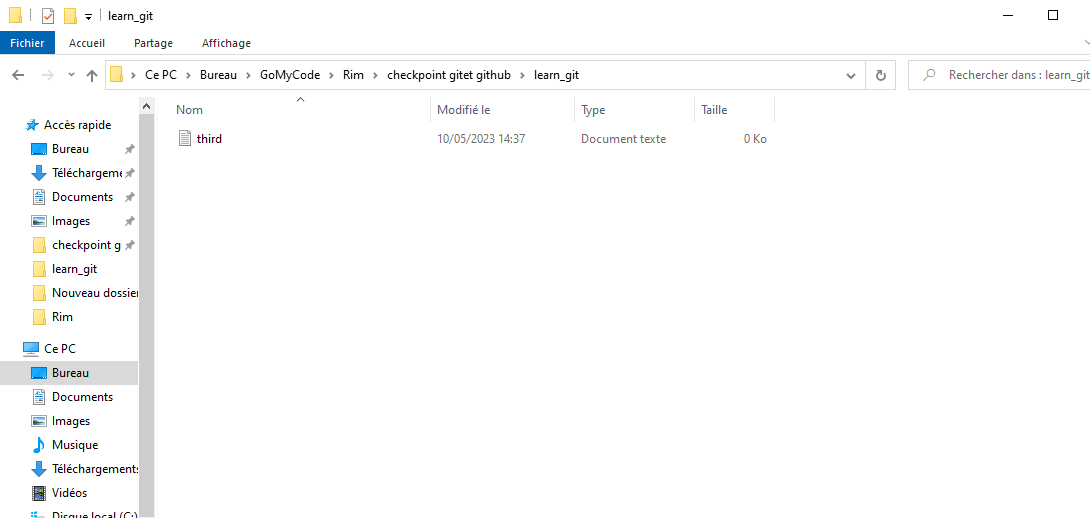 learn_git
Fichier Accueil Partage Affichage
Ce PC Bureau GoMyCode Rim checkpoint gitet github learn_git
Rechercher dans : learn_git
Nom Modifié le Type Taille
third 10/05/2023 14:37 Document texte 0 Ko
Accès rapide
Bureau
Téléchargeme
Documents
Images
checkpoint g
learn_git
Nouveau dossier
Rim
Ce PC
Bureau
Documents
Images
Musique
Téléchargements
Vidéos
Disque local (C:)